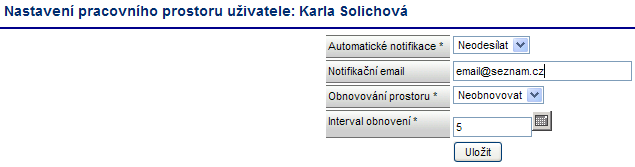 Nastavení pracovního prostoru uživatele: Karla Solichová
Automatické notifikace * Neodesílat
Notifikační email email@seznam.cz
Obnovování prostoru * Neobnovovat
Interval obnovení * 5
Uložit